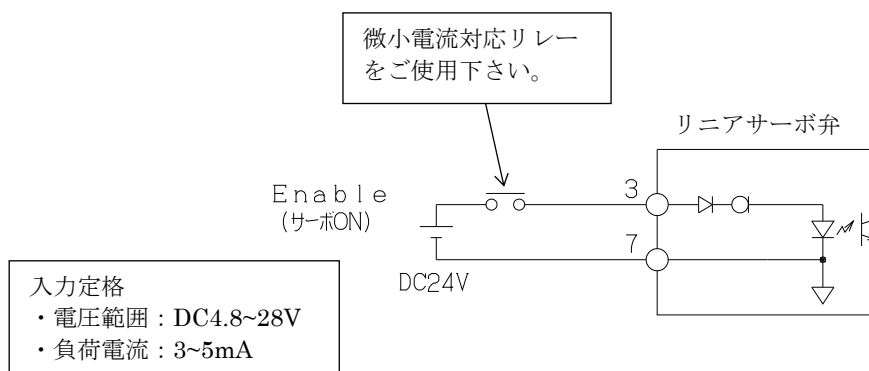 微小電流対応リレー
をご使用下さい。
リニアサーボ弁
3
Enable
(サーボON)
7
DC24V
入力定格
・電圧範囲：DC4.8~28V
・負荷電流：3~5mA